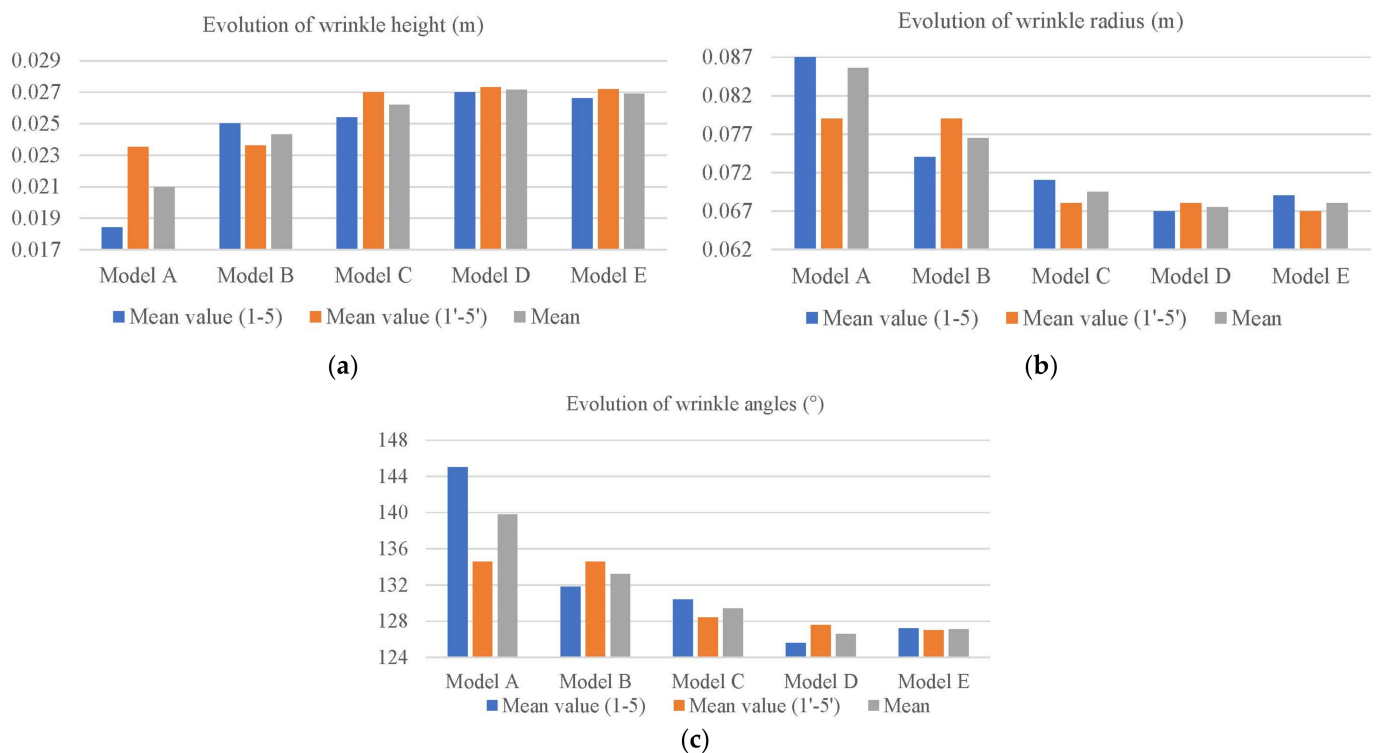 Evolution of wrinkle height (m)
0.029
0.027
0.025
0.023
0.021
0.019
0.017
Model A Model B Model C Model D Model E
Mean value (1-5) Mean value (1'-5') Mean
(a)
Evolution of wrinkle radius (m)
0.087
0.082
0.077
0.072
0.067
0.062
Model A Model B Model C Model D Model E
Mean value (1-5) Mean value (1'-5') Mean
(b)
Evolution of wrinkle angles (°)
148
144
140
136
132
128
124
Model A Model B Model C Model D Model E
Mean value (1-5) Mean value (1'-5') Mean
(c)